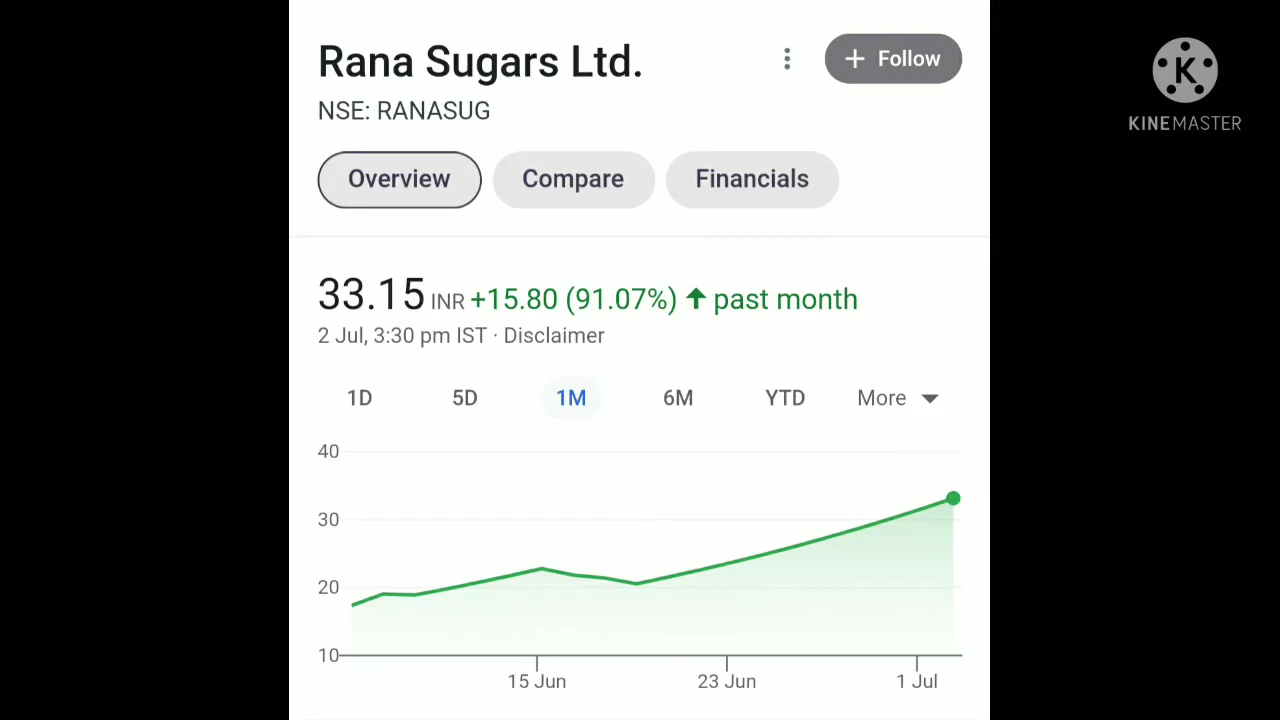 Rana Sugars Ltd.
+ Follow
K
KINEMASTER
NSE: RANASUG
Overview Compare Financials
33.15 INR +15.80 (91.07%) ↑ past month
2 Jul, 3:30 pm IST · Disclaimer
1D 5D 1M 6M YTD More
40
30
20
10
15 Jun 23 Jun 1 Jul